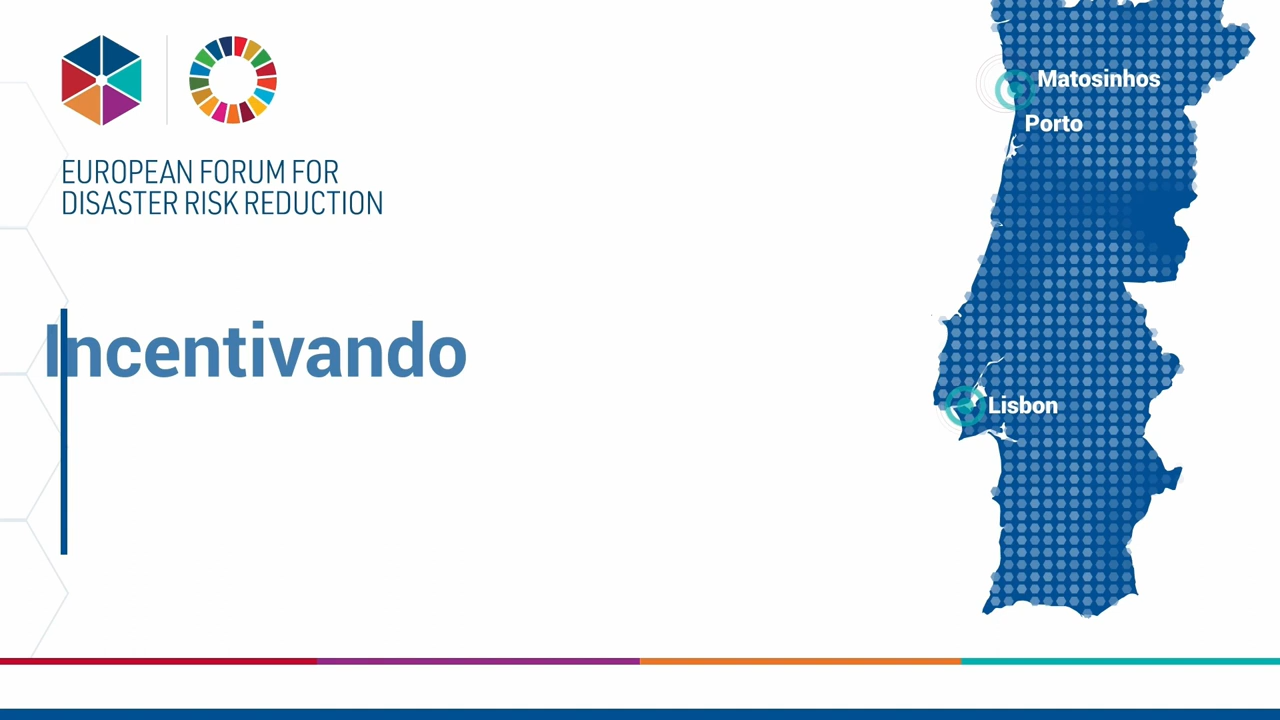 EUROPEAN FORUM FOR
DISASTER RISK REDUCTION
Incentivando
Matosinhos
Porto
Lisbon